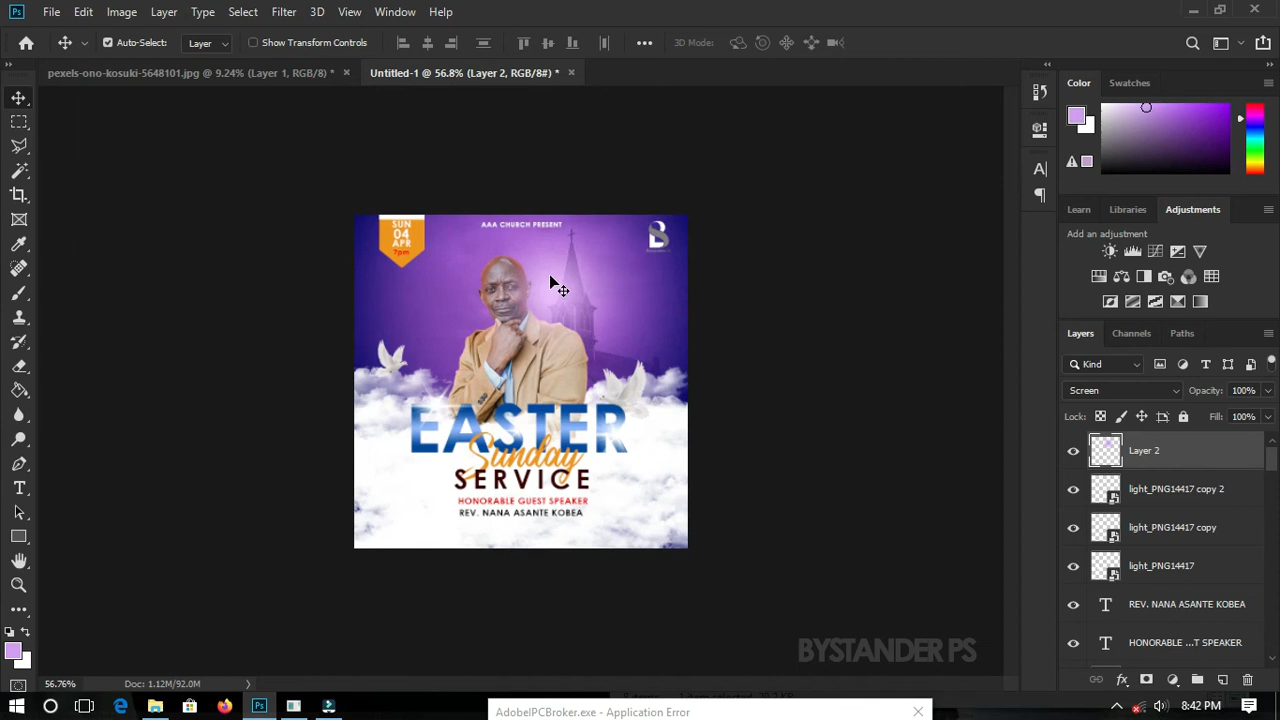 Ps File Edit Image Layer Type Select Filter 3D View Window Help
Auto-Select: Layer Show Transform Controls 3D Mode:
pexels-ono-kosuki-5648101.jpg @ 9.24% (Layer 1, RGB/8) *
Untitled-1 @ 56.8% (Layer 2, RGB/8#) *
Color Swatches
Learn Libraries Adjustments
Add an adjustment
Layers Channels Paths
Kind
Screen Opacity: 100%
Lock: Fill: 100%
Layer 2
light_PNG14417 copy 2
light_PNG14417 copy
light_PNG14417
REV. NANA ASANTE KOBEA
HONORABLE ...T SPEAKER
SUN
04
APR
7pm
AAA CHURCH PRESENT
EASTER
Sunday
SERVICE
HONORABLE GUEST SPEAKER
REV. NANA ASANTE KOBEA
BYSTANDER PS
56.76% Doc: 1.12M/92.0M
AdobeIPCBroker.exe - Application Error
8:42 PM